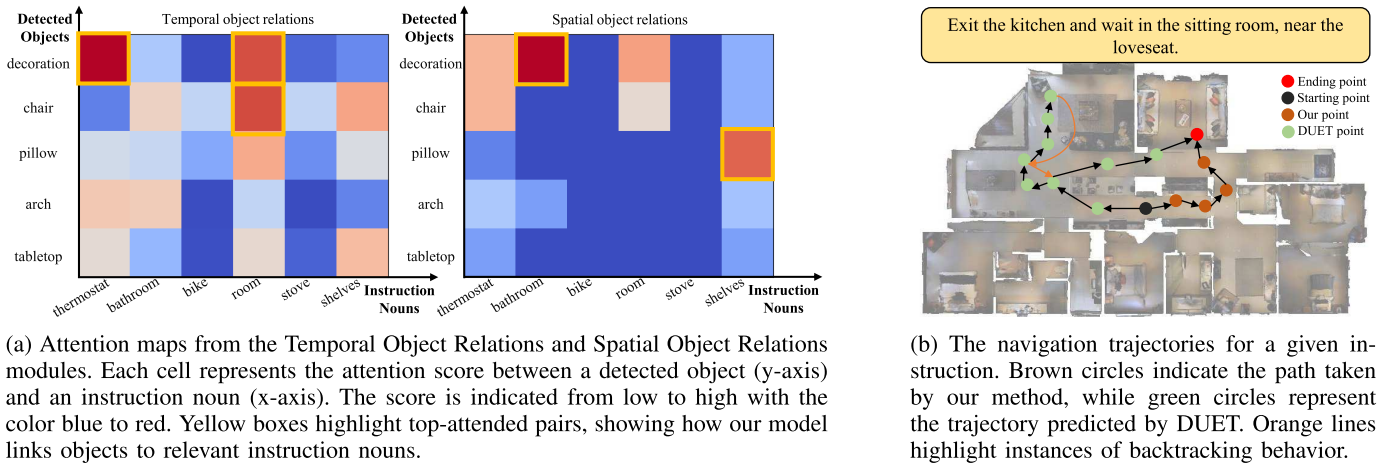 Detected
Objects
Temporal object relations
decoration
chair
pillow
arch
tabletop
thermostat
bathroom
bike
room
stove
shelves
Instruction
Nouns
Detected
Objects
Spatial object relations
decoration
chair
pillow
arch
tabletop
thermostat
bathroom
bike
room
stove
shelves
Instruction
Nouns
(a) Attention maps from the Temporal Object Relations and Spatial Object Relations
modules. Each cell represents the attention score between a detected object (y-axis)
and an instruction noun (x-axis). The score is indicated from low to high with the
color blue to red. Yellow boxes highlight top-attended pairs, showing how our model
links objects to relevant instruction nouns.
Exit the kitchen and wait in the sitting room, near the
loveseat.
Ending point
Starting point
Our point
DUET point
(b) The navigation trajectories for a given in-
struction. Brown circles indicate the path taken
by our method, while green circles represent
the trajectory predicted by DUET. Orange lines
highlight instances of backtracking behavior.